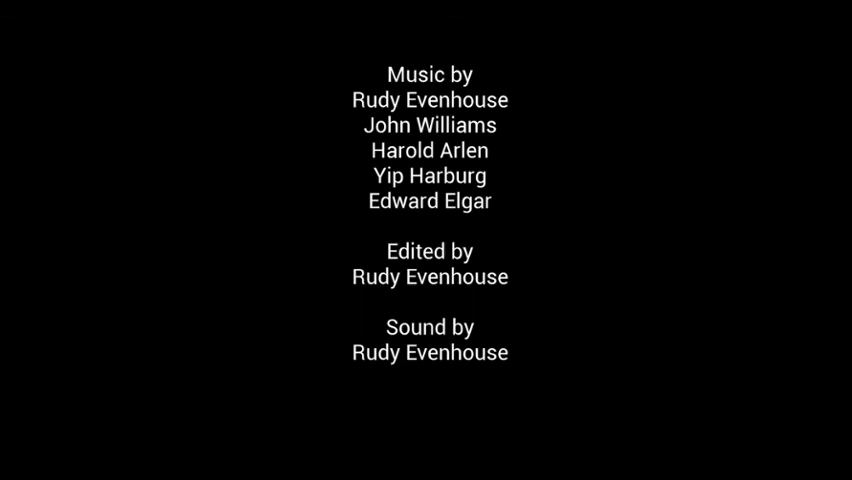 Music by
Rudy Evenhouse
John Williams
Harold Arlen
Yip Harburg
Edward Elgar
Edited by
Rudy Evenhouse
Sound by
Rudy Evenhouse